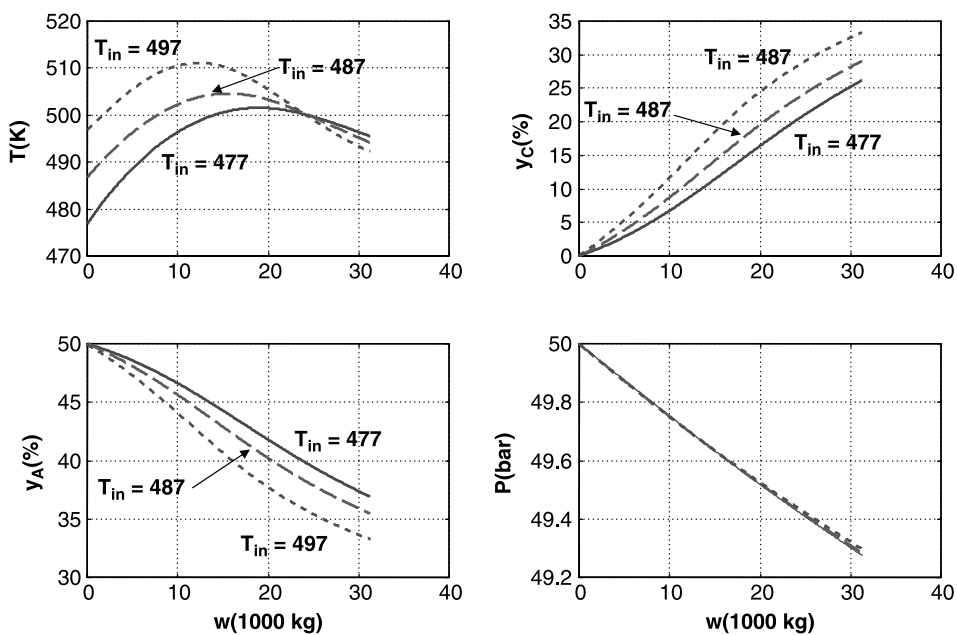 520
510
500
490
480
470
T(K)
T_in = 497
T_in = 487
T_in = 477
0 10 20 30 40
35
30
25
20
15
10
5
0
y_C(%)
T_in = 487
T_in = 487
T_in = 477
0 10 20 30 40
50
45
40
35
30
y_A(%)
T_in = 477
T_in = 487
T_in = 497
0 10 20 30 40
w(1000 kg)
50
49.8
49.6
49.4
49.2
P(bar)
0 10 20 30 40
w(1000 kg)